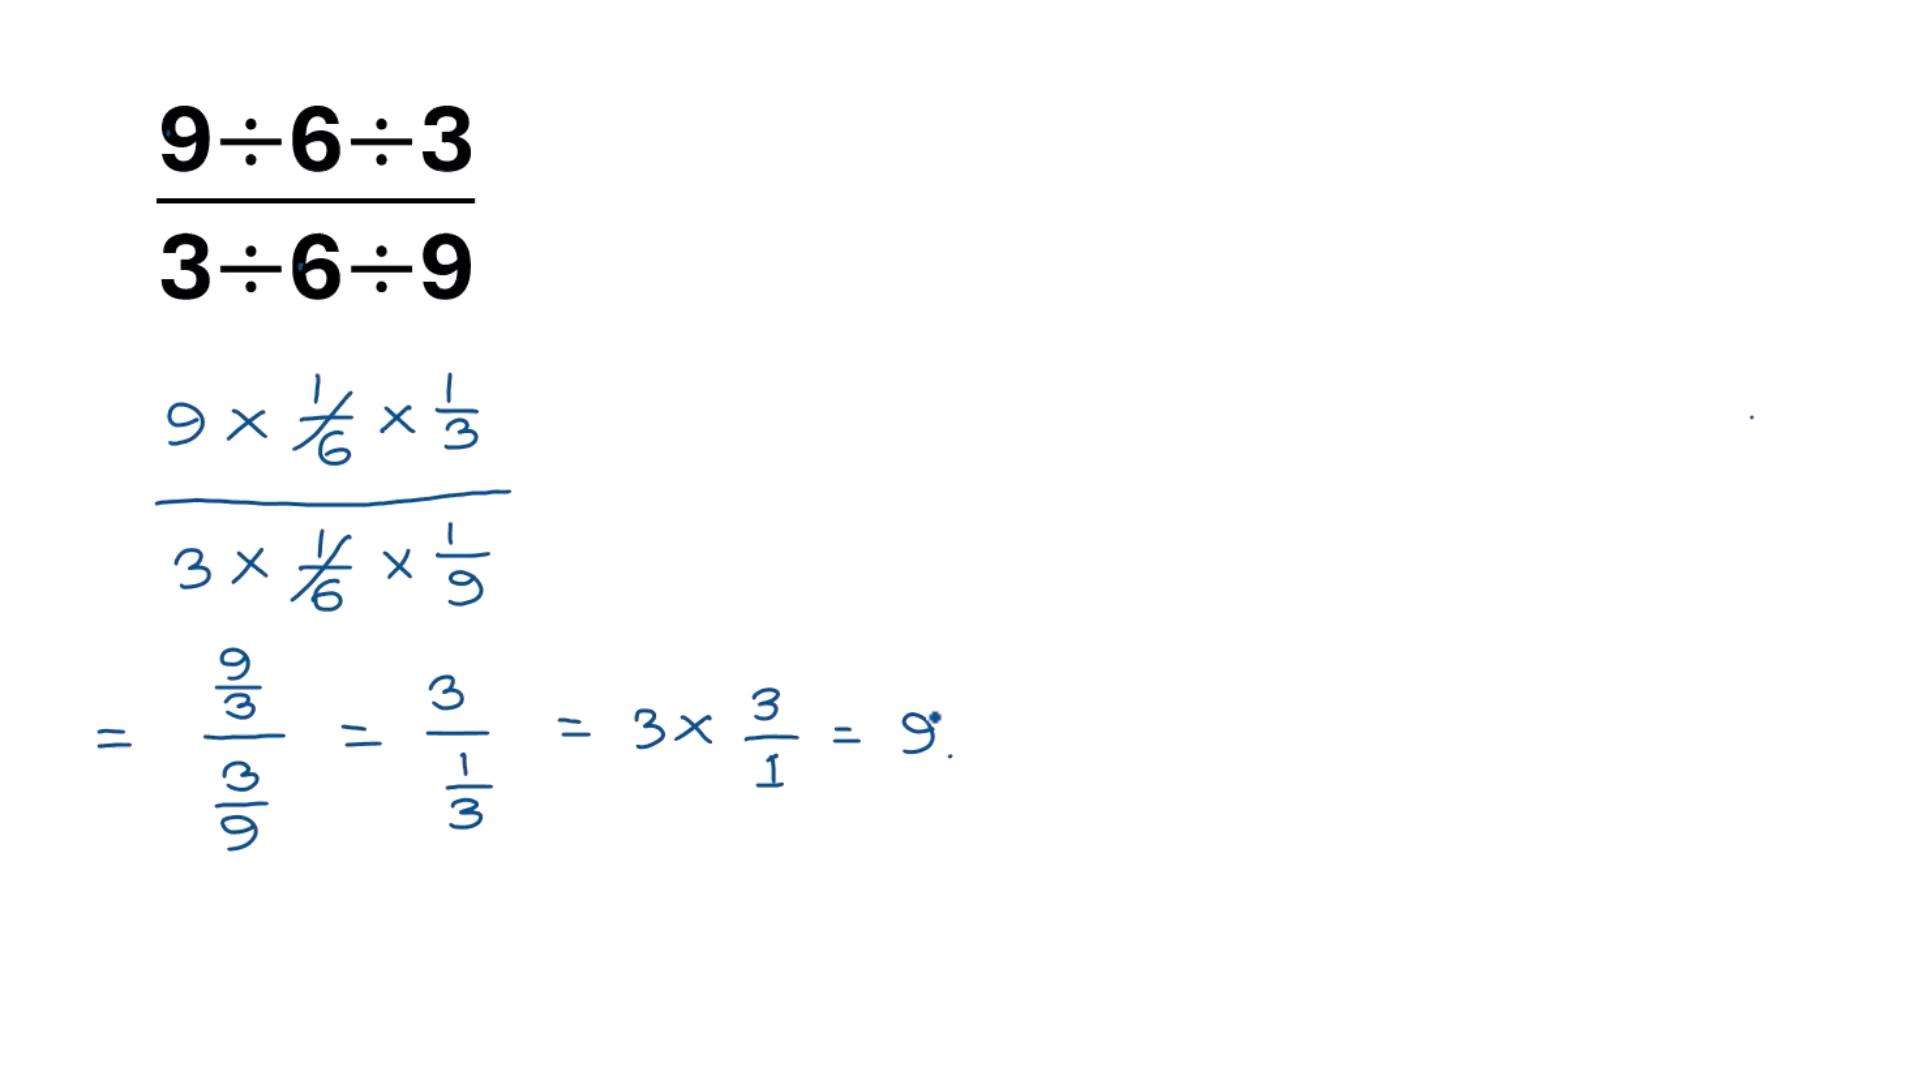 9÷6÷3
3÷6÷9
9 × 1/6 × 1/3
3 × 1/6 × 1/9
= 9/3 / 3/9 = 3 / 1/3 = 3 × 3/1 = 9.